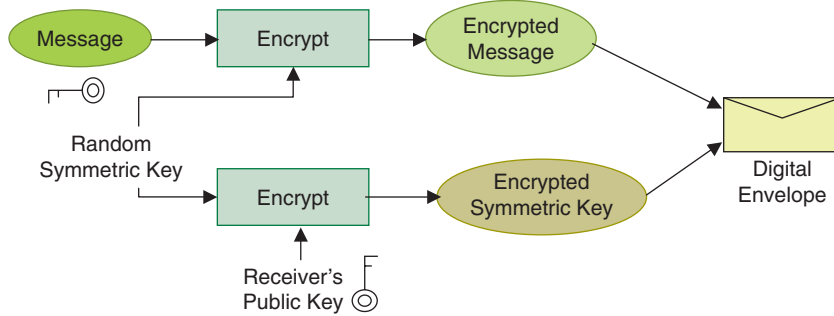 Message
Encrypt
Encrypted
Message
Random
Symmetric Key
Encrypt
Encrypted
Symmetric Key
Digital
Envelope
Receiver's
Public Key